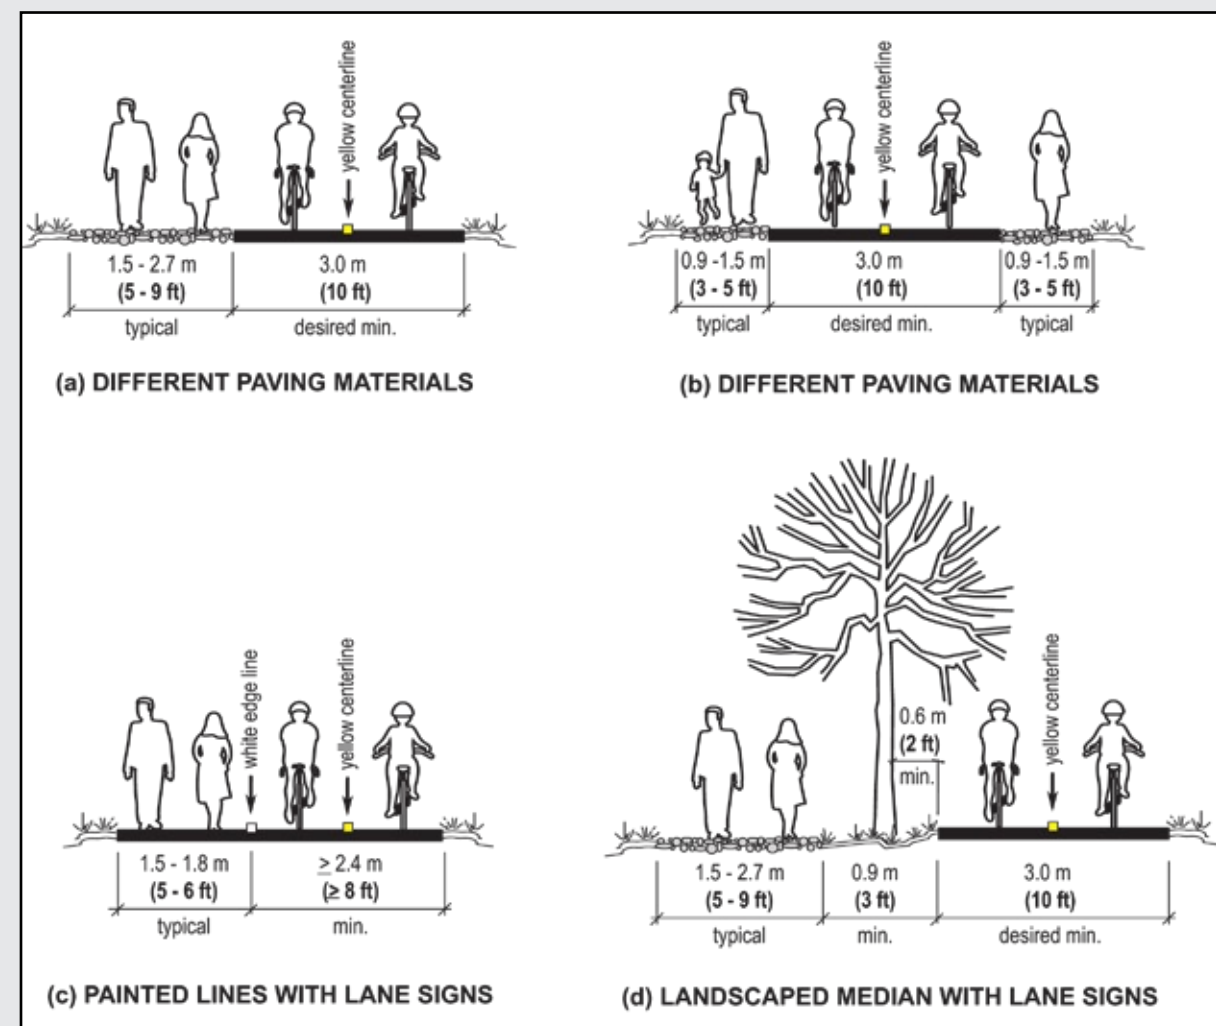 yellow centerline
1.5 - 2.7 m
(5 - 9 ft)
typical
3.0 m
(10 ft)
desired min.
(a) DIFFERENT PAVING MATERIALS
yellow centerline
0.9 -1.5 m
(3 - 5 ft)
typical
3.0 m
(10 ft)
desired min.
0.9 -1.5 m
(3 - 5 ft)
typical
(b) DIFFERENT PAVING MATERIALS
white edge line
yellow centerline
1.5 - 1.8 m
(5 - 6 ft)
typical
≥ 2.4 m
(≥ 8 ft)
min.
(c) PAINTED LINES WITH LANE SIGNS
0.6 m
(2 ft)
min.
yellow centerline
1.5 - 2.7 m
(5 - 9 ft)
typical
0.9 m
(3 ft)
min.
3.0 m
(10 ft)
desired min.
(d) LANDSCAPED MEDIAN WITH LANE SIGNS